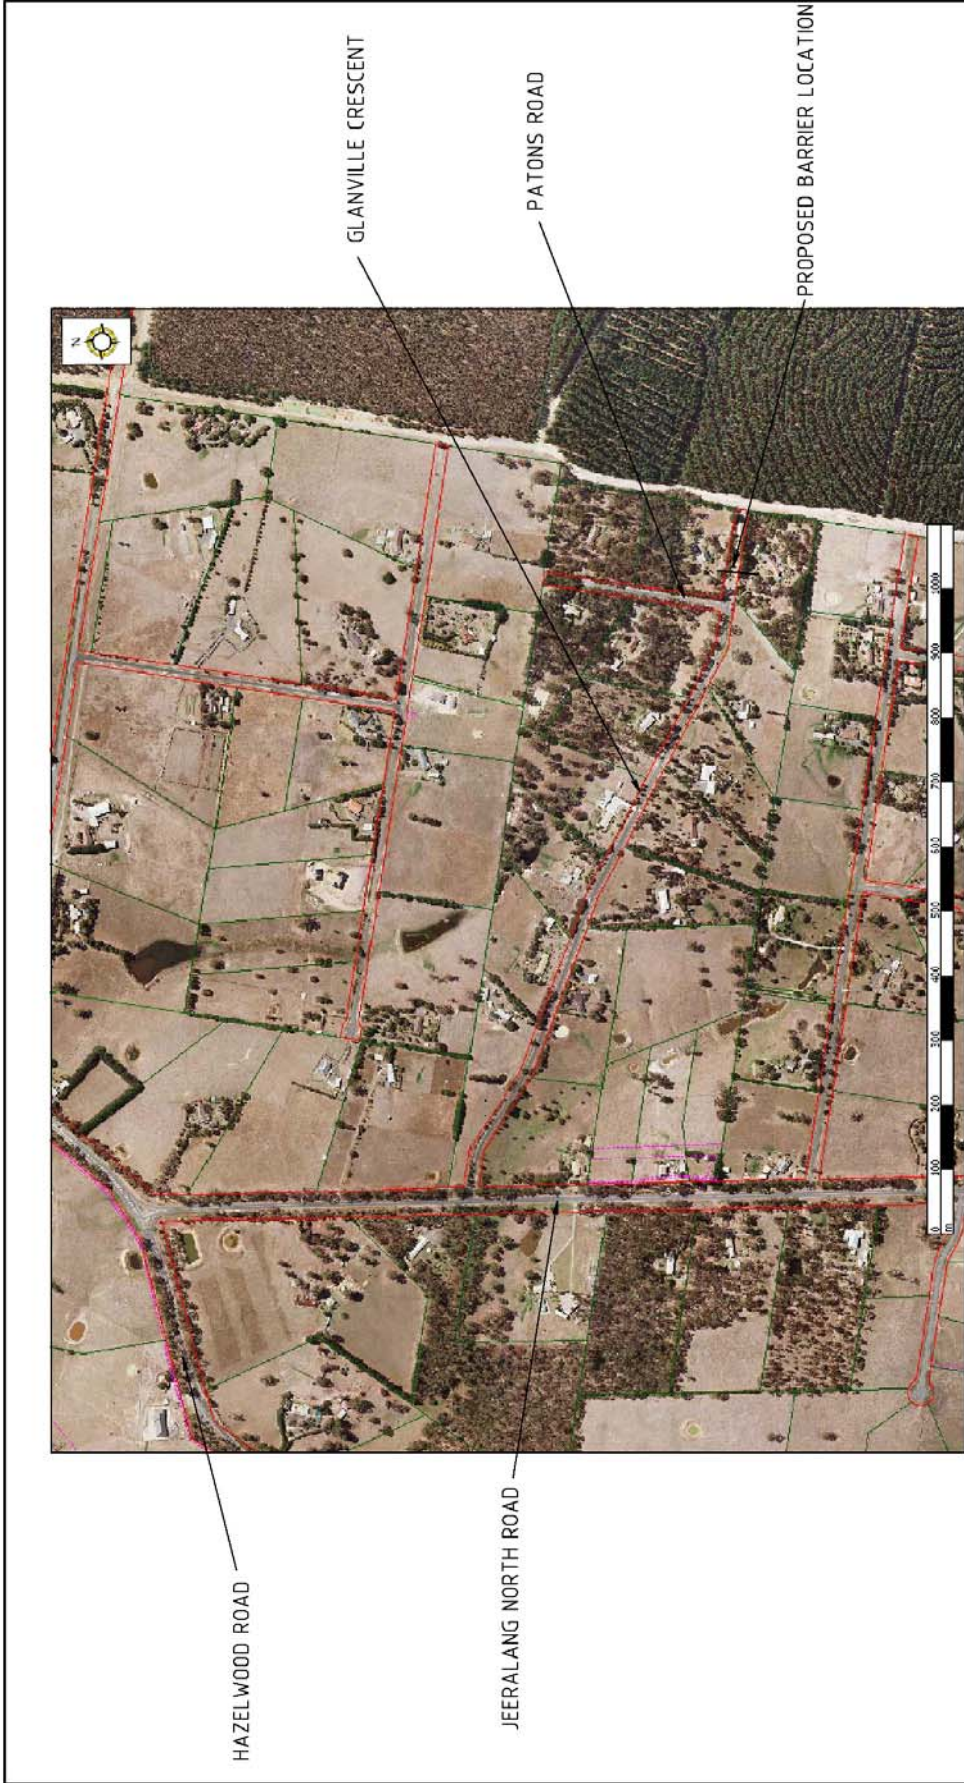 GLANVILLE CRESCENT
PATONS ROAD
PROPOSED BARRIER LOCATION
N
HAZELWOOD ROAD
JEERALANG NORTH ROAD
0
m
100
200
300
400
500
600
700
800
900
1000